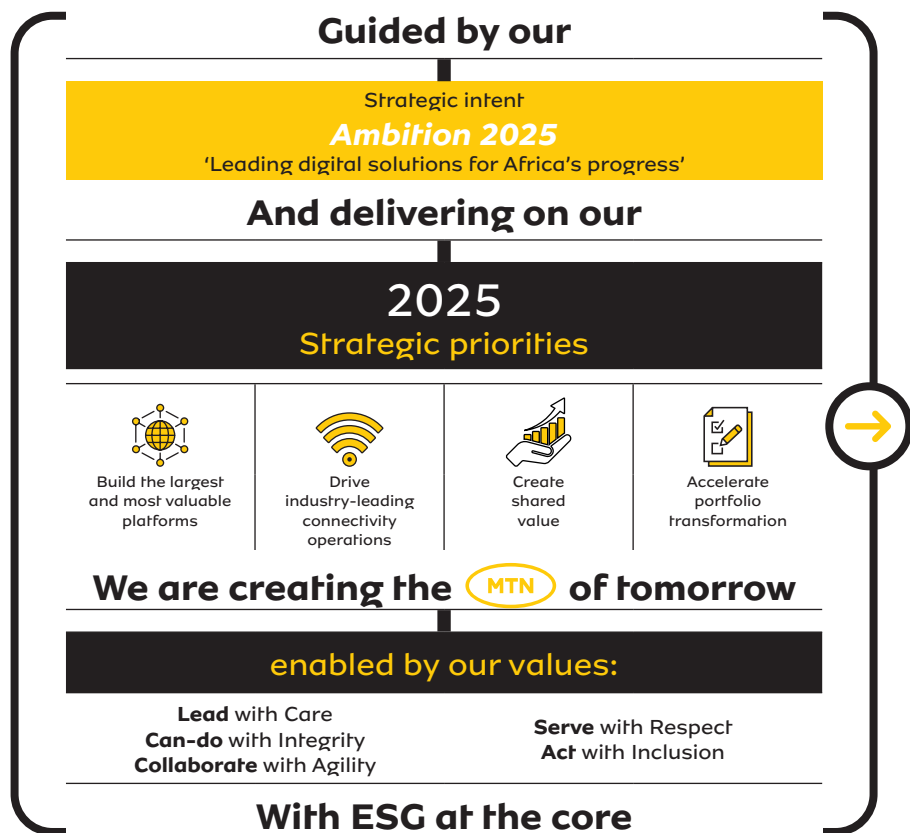 Guided by our
Strategic intent
Ambition 2025
‘Leading digital solutions for Africa’s progress’
And delivering on our
2025
Strategic priorities
Build the largest
and most valuable
platforms
Drive
industry-leading
connectivity
operations
Create
shared
value
Accelerate
portfolio
transformation
We are creating the MTN of tomorrow
enabled by our values:
Lead with Care
Can-do with Integrity
Collaborate with Agility
Serve with Respect
Act with Inclusion
With ESG at the core